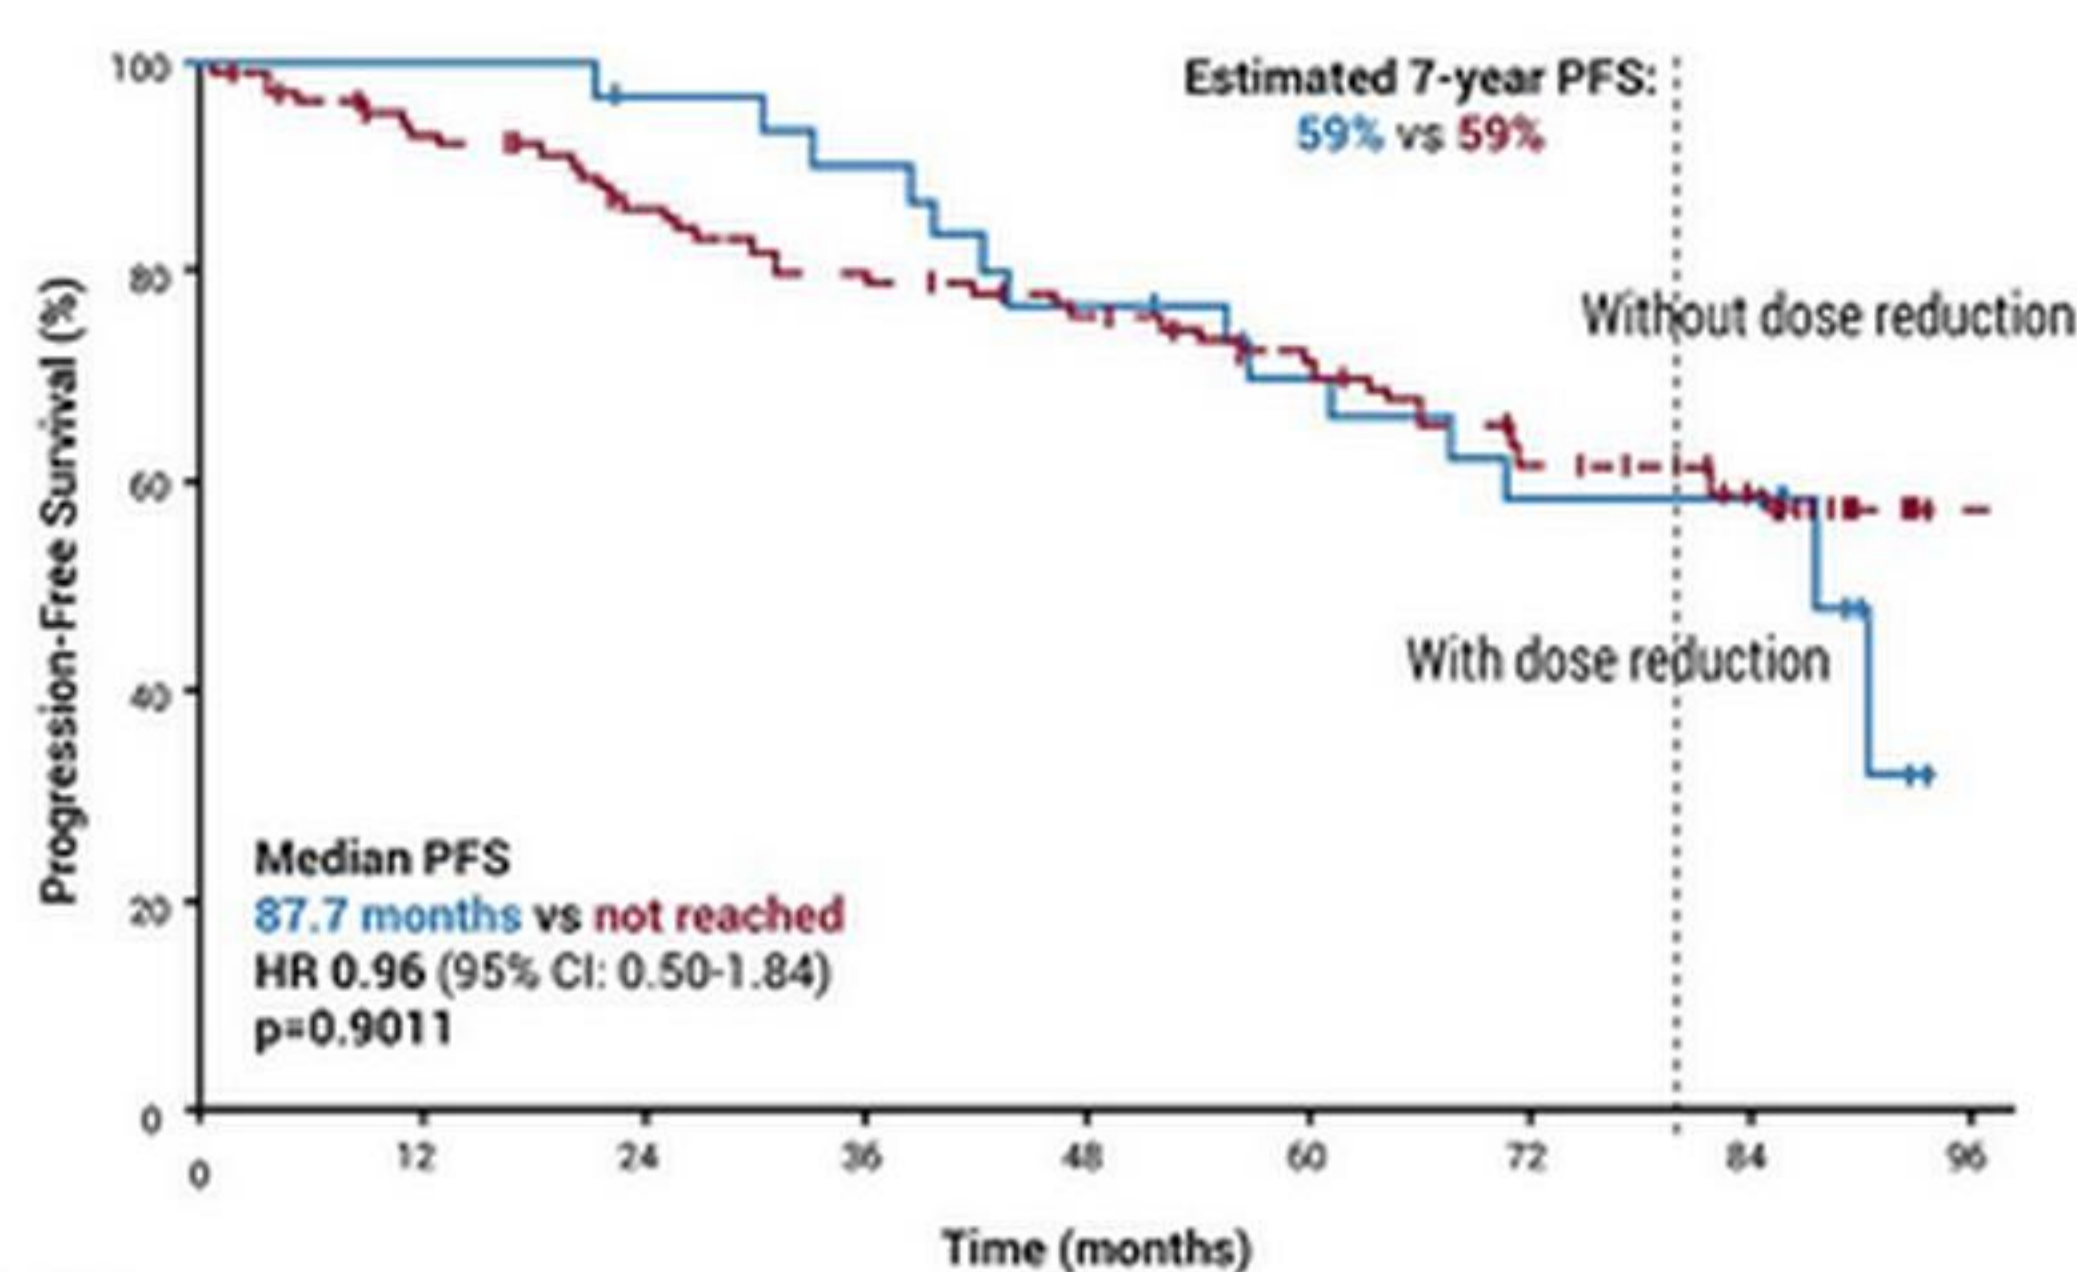 Estimated 7-year PFS:
59% vs 59%
Without dose reduction
With dose reduction
Progression-Free Survival (%)
100
80
60
40
20
0
Median PFS
87.7 months vs not reached
HR 0.96 (95% CI: 0.50-1.84)
p=0.9011
0 12 24 36 48 60 72 84 96
Time (months)